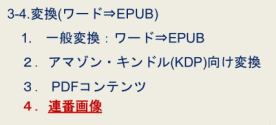 3-4.変換(ワード⇒EPUB)
1. 一般変換：ワード⇒EPUB
２．アマゾン・キンドル(KDP)向け変換
３． PDFコンテンツ
４．連番画像